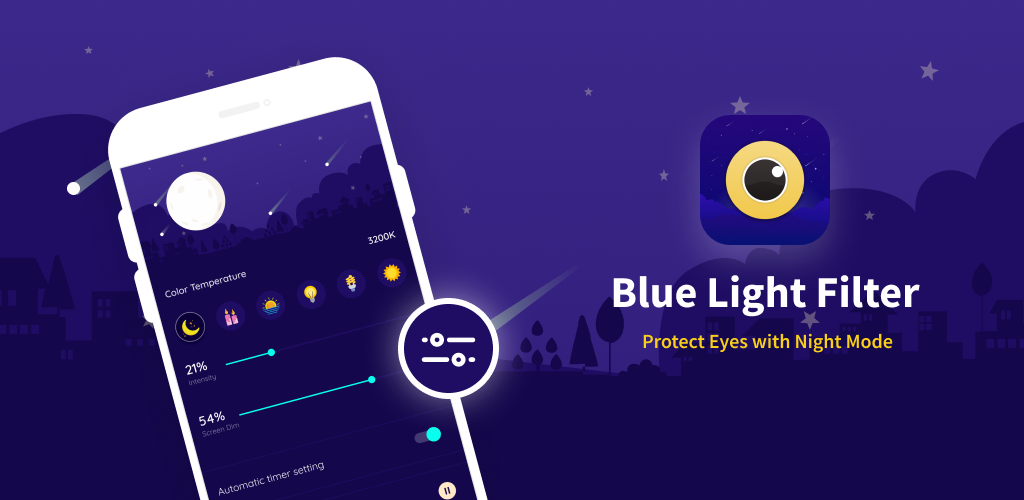 3200K
Color Temperature
21%
Intensity
54%
Screen Dim
Automatic timer setting
Blue Light Filter
Protect Eyes with Night Mode